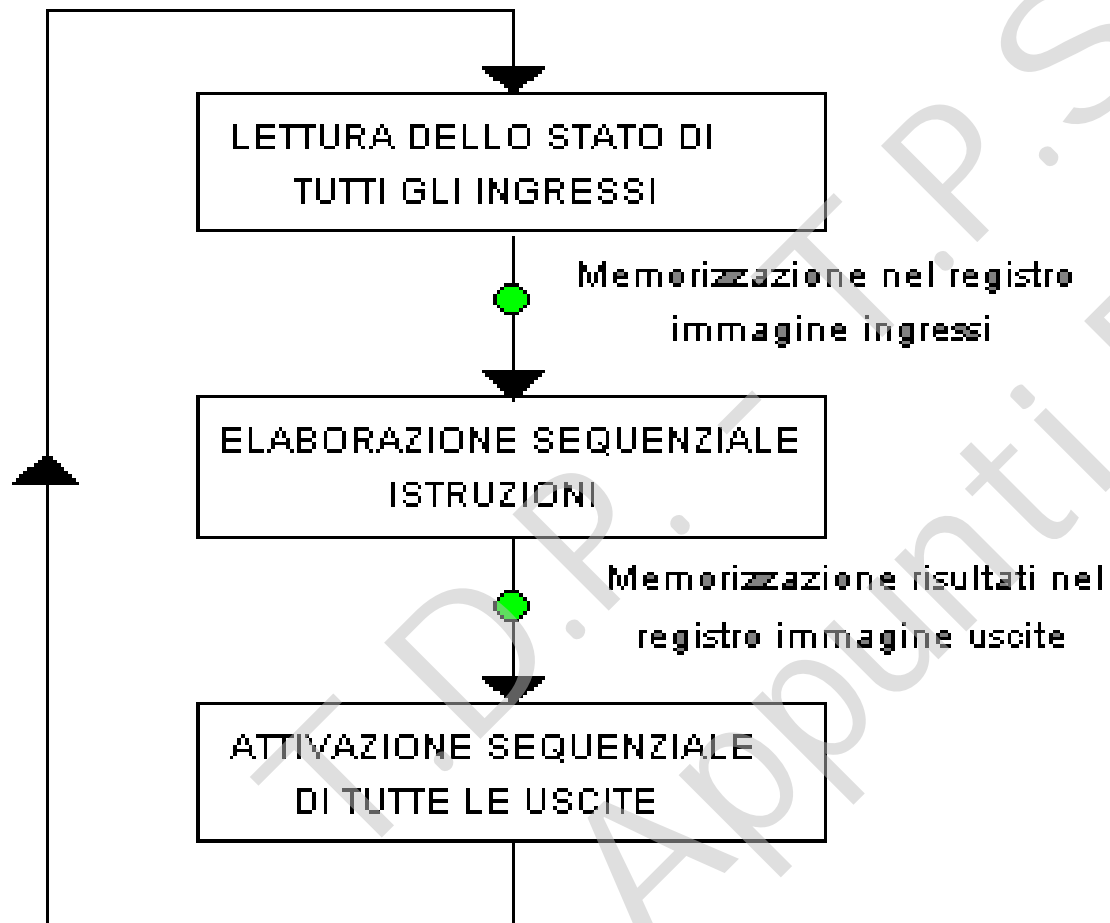 LETTURA DELLO STATO DI
TUTTI GLI INGRESSI
Memorizzazione nel registro
immagine ingressi
ELABORAZIONE SEQUENZIALE
ISTRUZIONI
Memorizzazione risultati nel
registro immagine uscite
ATTIVAZIONE SEQUENZIALE
DI TUTTE LE USCITE
T.D.P. - T.P.S
Appunti